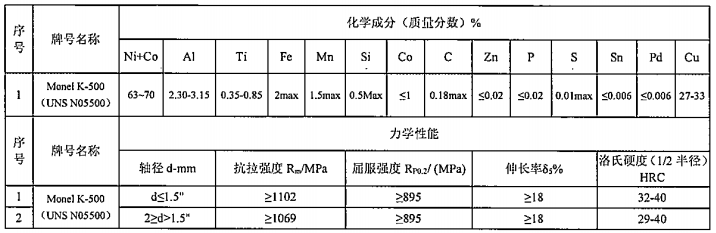 序号 牌号名称 化学成分（质量分数）%
Ni+Co Al Ti Fe Mn Si Co C Zn P S Sn Pd Cu
1 Monel K-500 （UNS N05500） 63~70 2.30-3.15 0.35-0.85 2max 1.5max 0.5Max ≤1 0.18max ≤0.02 ≤0.02 0.01max ≤0.006 ≤0.006 27-33
序号 牌号名称 力学性能
轴径 d-mm 抗拉强度 Rm/MPa 屈服强度 RP0.2/ (MPa) 伸长率δ5% 洛氏硬度（1/2 半径） HRC
1 Monel K-500 （UNS N05500） d≤1.5" ≥1102 ≥895 ≥18 32-40
2 2≥d>1.5" ≥1069 ≥895 ≥18 29-40